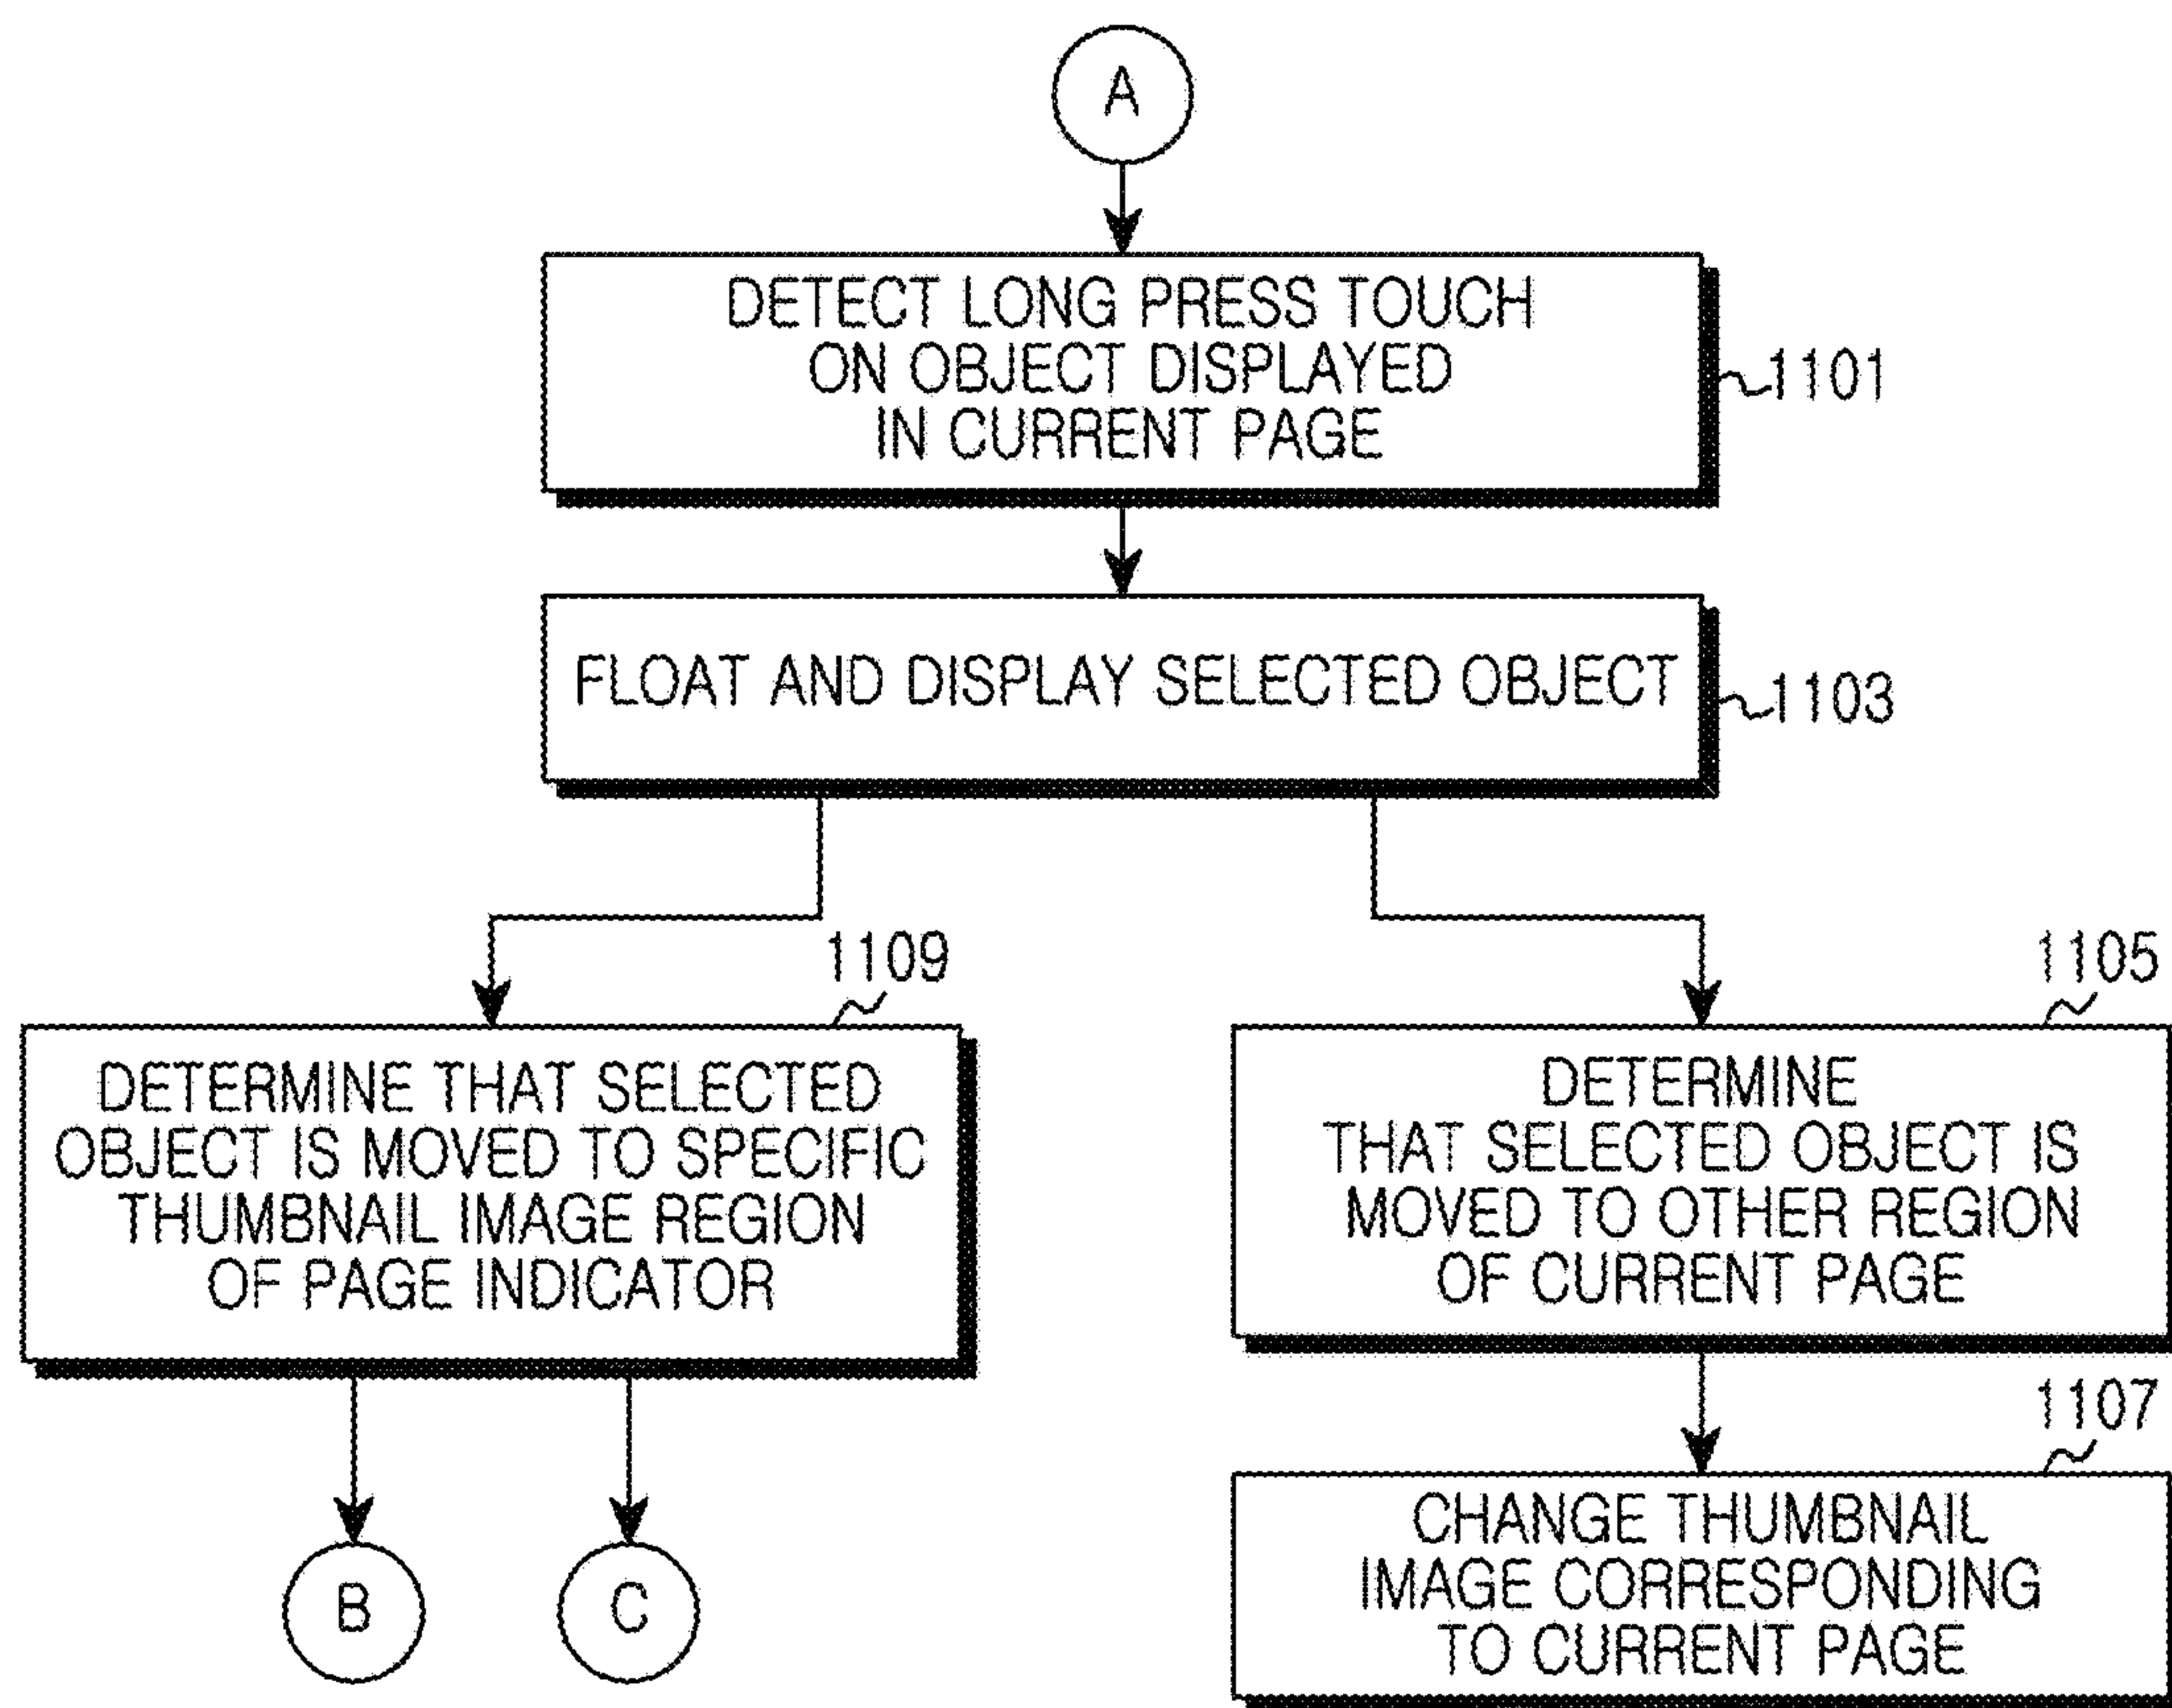 A
DETECT LONG PRESS TOUCH
ON OBJECT DISPLAYED
IN CURRENT PAGE
1101
FLOAT AND DISPLAY SELECTED OBJECT
1103
1109
DETERMINE THAT SELECTED
OBJECT IS MOVED TO SPECIFIC
THUMBNAIL IMAGE REGION
OF PAGE INDICATOR
B
C
1105
DETERMINE
THAT SELECTED OBJECT IS
MOVED TO OTHER REGION
OF CURRENT PAGE
1107
CHANGE THUMBNAIL
IMAGE CORRESPONDING
TO CURRENT PAGE